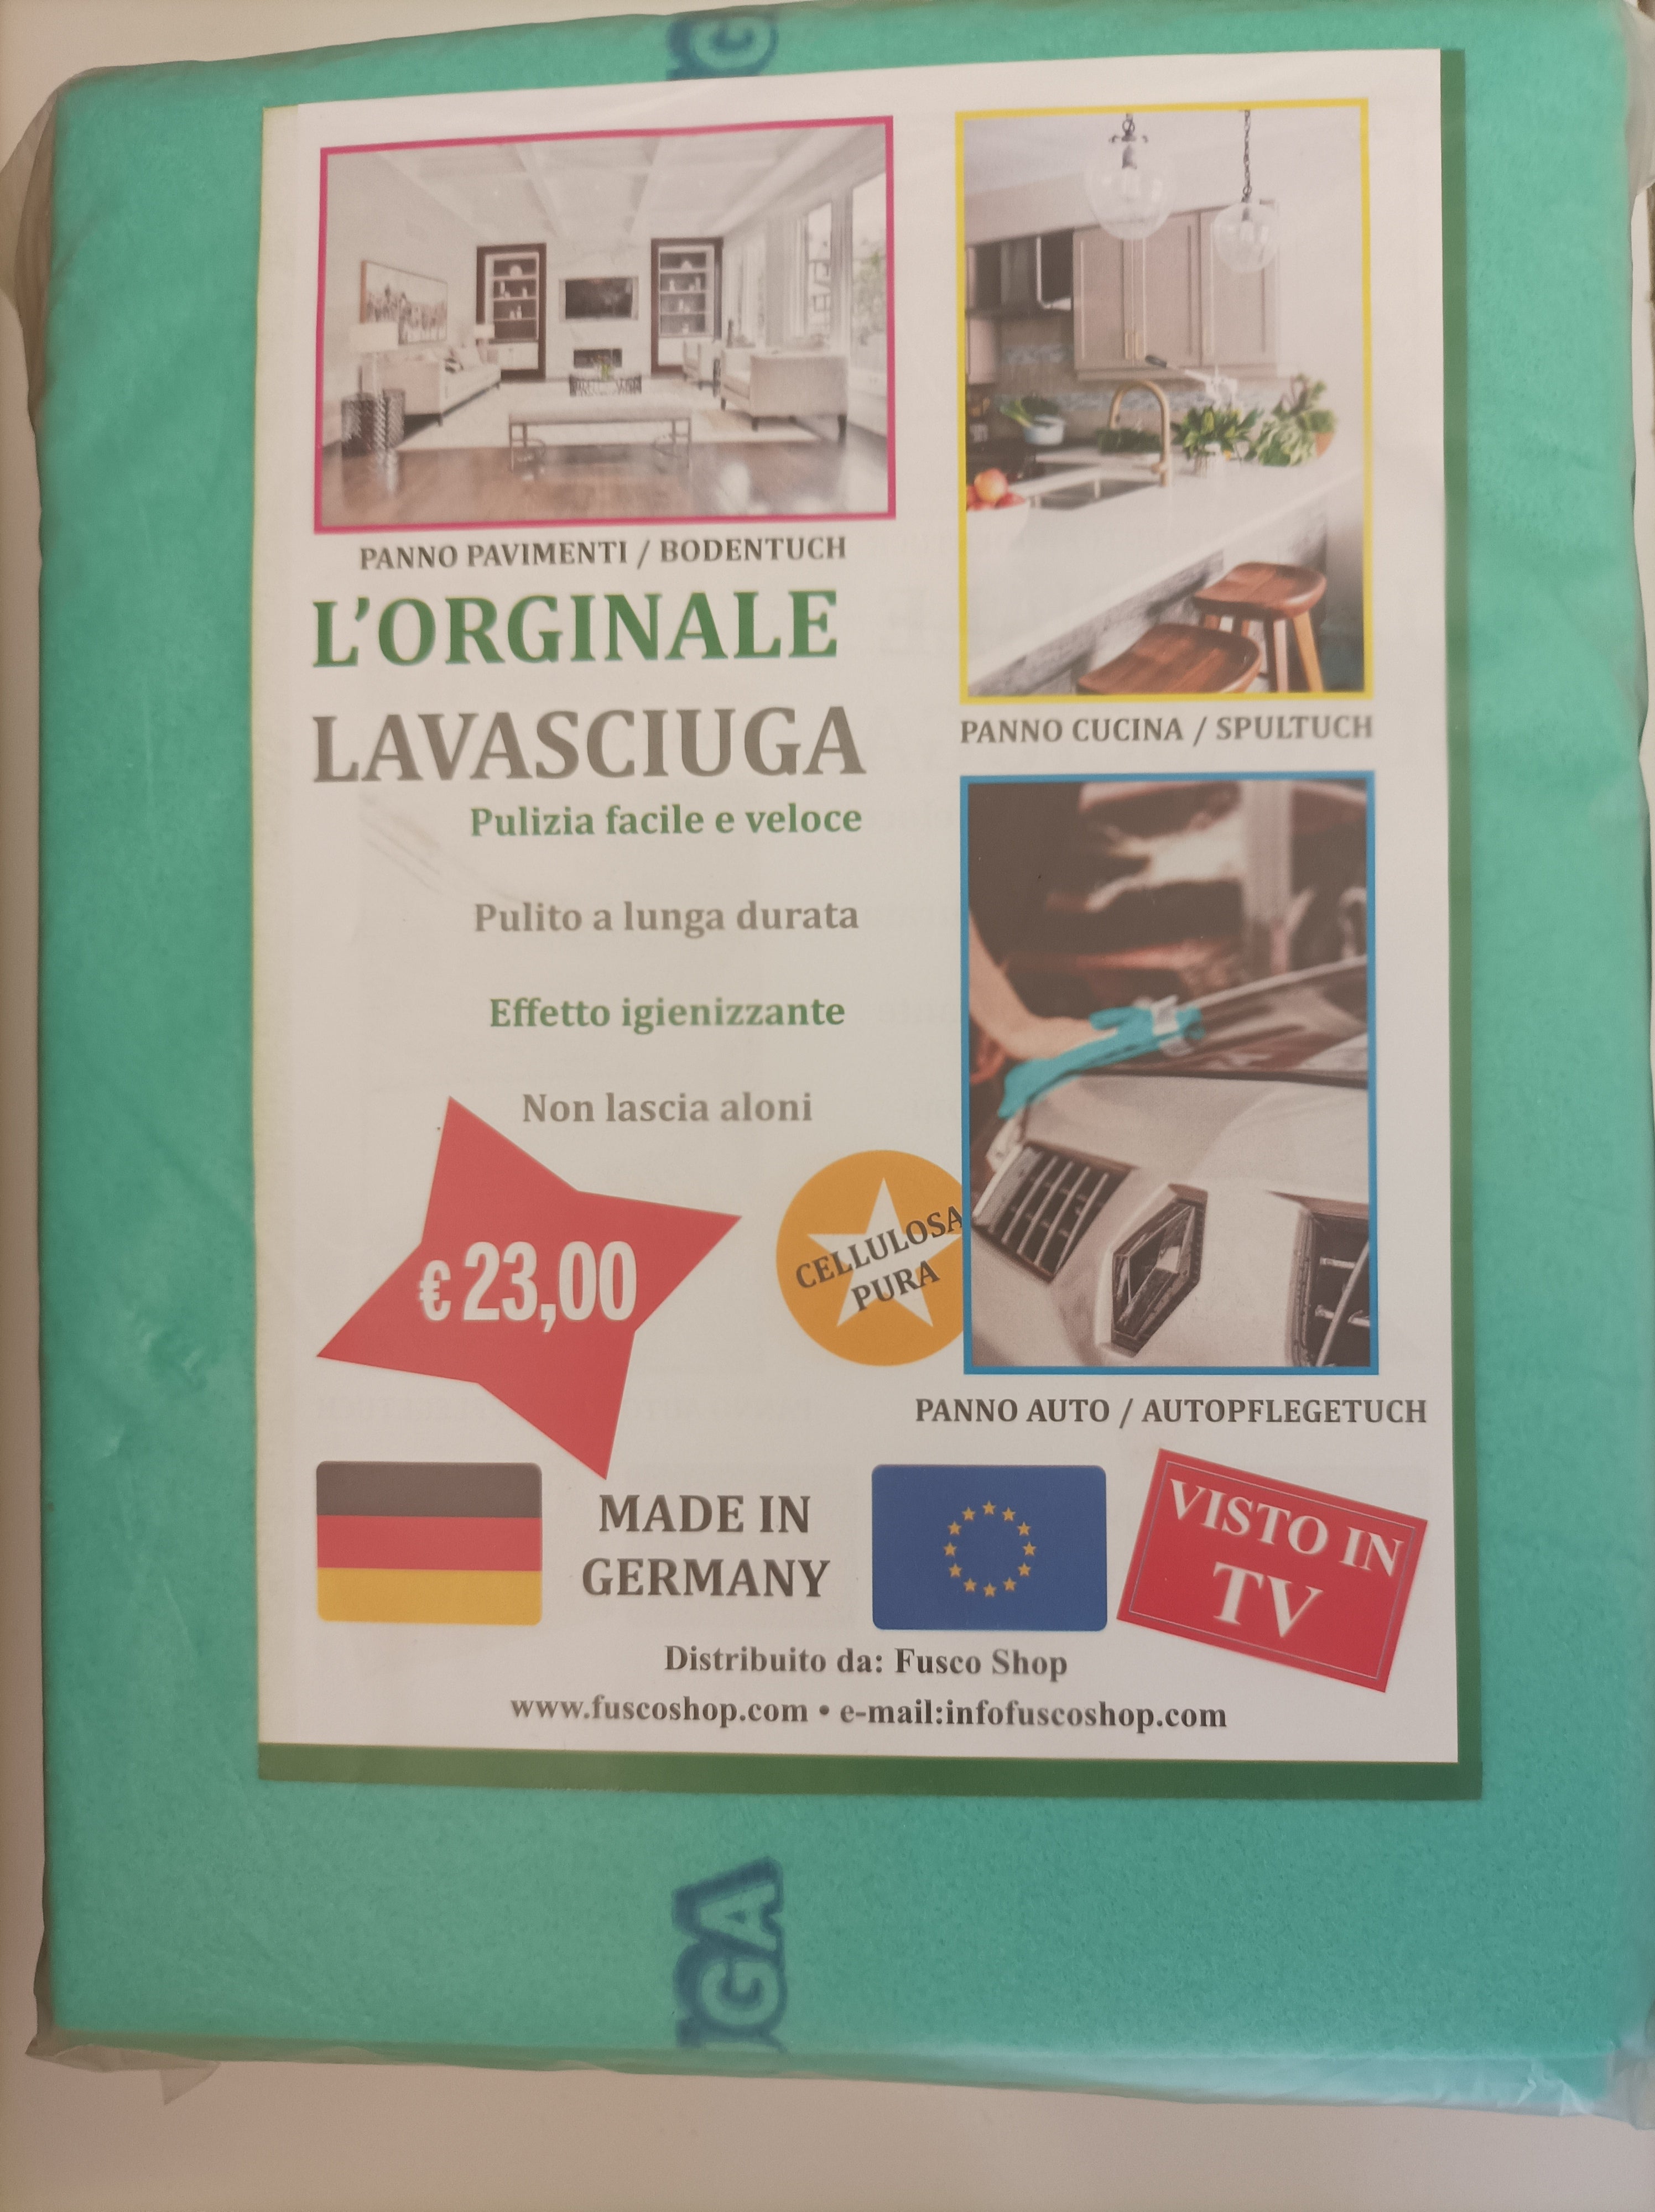 PANNO PAVIMENTI / BODENTUCH
L'ORGINALE
LAVASCIUGA
Pulizia facile e veloce
Pulito a lunga durata
Effetto igienizzante
Non lascia aloni
€ 23,00
CELLULOSA
PURA
PANNO CUCINA / SPULTUCH
PANNO AUTO / AUTOPFLEGETUCH
MADE IN
GERMANY
VISTO IN
TV
Distribuito da: Fusco Shop
www.fuscoshop.com • e-mail:infofuscoshop.com
GA